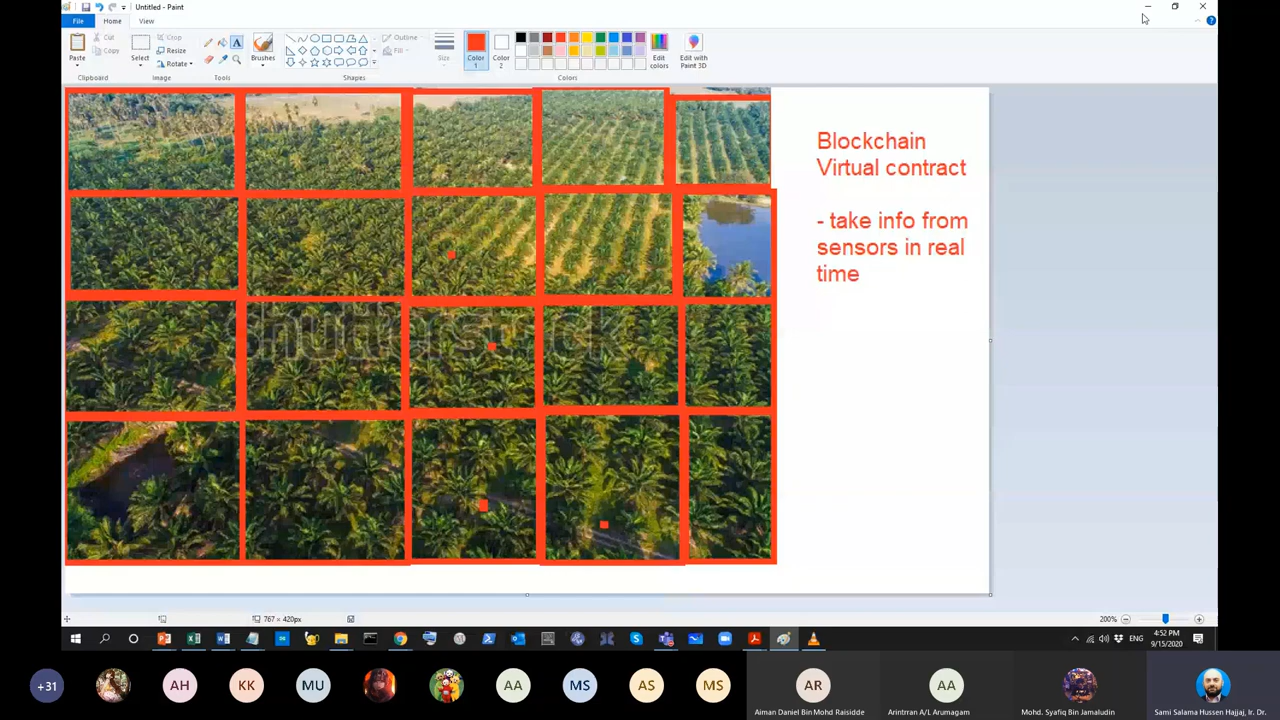 Untitled - Paint
File
Home
View
Paste
Cut
Copy
Clipboard
Select
Crop
Resize
Rotate
Image
A
Tools
Brushes
Outline
Fill
Shapes
Size
Color 1
Color 2
Edit colors
Edit with Paint 3D
Colors
Blockchain
Virtual contract
- take info from
sensors in real
time
shutterstock
767 × 420px
200%
ENG
4:52 PM
9/15/2020
+31
AH
KK
MU
AA
MS
AS
MS
AR
AA
Aiman Daniel Bin Mohd Raisidde
Arintrran A/L Arumagam
Mohd. Syafiq Bin Jamaludin
Sami Salama Hussen Hajjaj, Ir. Dr.